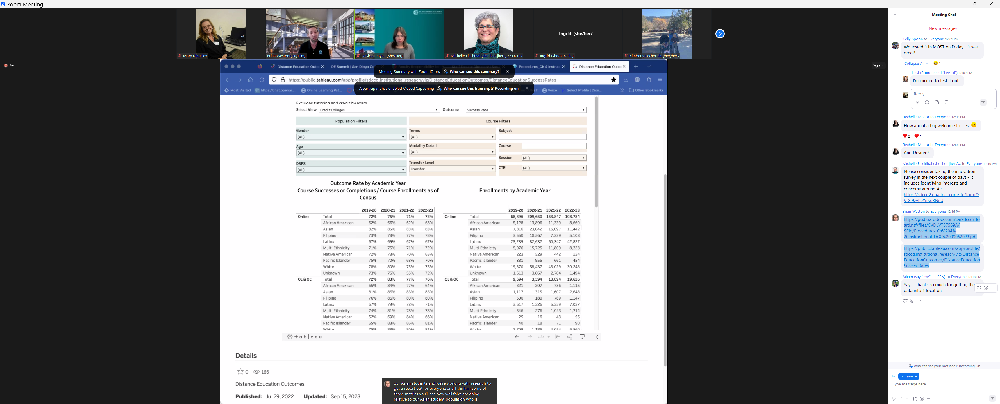 Zoom Meeting
Mary Kingsley
Brian Weston (He/Him)
Desiree Payne (She/Her)
Michelle Fischthal (she |her |hers) / SDCCD
Ingrid (she/her/...
Ingrid (she/her/elle)
Kimberly Lacher she/her/hers
Recording
Sign in
Distance Education Outc
DE Summit | San Diego Co
Procedures_Ch 4 Instruc
Distance Education Outc
Meeting Summary with Zoom IQ on. Who can see this summary?
https://public.tableau.com/app/profile/sdccd.institutional.reseach/viz/DistanceEducationOutcomes/DistanceEducationSuccessRates
A participant has enabled Closed Captioning Who can see this transcript? Recording on
Most Visited
https://chat.openai....
Online Learning Pat...
Voice
Select Profile | Disn...
Other Bookmarks
Excludes tutoring and credit by exam
Select View Credit Colleges Outcome Success Rate
Population Filters Course Filters
Gender Terms Subject
(All) (All)
Age Modality Detail Course
(All) (All)
Session (All)
DSPS Transfer Level
(All) Transfer CTE (All)
Outcome Rate by Academic Year
Course Successes or Completions / Course Enrollments as of
Census
2019-20 2020-21 2021-22 2022-23
Online Total 72% 75% 71% 72%
African American 62% 66% 62% 63%
Asian 82% 85% 83% 83%
Filipino 73% 78% 77% 78%
Latinx 67% 69% 67% 67%
Multi Ethnicity 71% 75% 71% 72%
Native American 72% 73% 70% 65%
Pacific Islander 75% 70% 68% 70%
White 78% 80% 75% 75%
Unknown 73% 75% 55% 72%
OL & OC Total 72% 83% 77% 76%
African American 65% 84% 77% 64%
Asian 81% 86% 83% 85%
Filipino 76% 86% 80% 80%
Latinx 67% 79% 72% 71%
Multi Ethnicity 74% 81% 78% 78%
Native American 52% 69% 84% 66%
Pacific Islander 65% 83% 86% 81%
White 75% 88% 80% 81%
Enrollments by Academic Year
2019-20 2020-21 2021-22 2022-23
Online Total 68,896 209,650 153,847 108,784
African American 5,128 13,896 11,339 8,669
Asian 7,816 23,042 16,097 11,442
Filipino 3,550 10,567 7,339 5,103
Latinx 25,239 82,632 60,347 42,827
Multi Ethnicity 5,076 15,725 11,809 8,323
Native American 223 529 442 224
Pacific Islander 381 955 661 454
White 19,870 58,437 43,029 30,248
Unknown 1,613 3,867 2,784 1,494
OL & OC Total 9,694 3,594 13,894 19,626
African American 821 207 736 1,115
Asian 1,117 315 1,607 2,648
Filipino 500 180 789 1,147
Latinx 3,617 1,326 5,359 7,037
Multi Ethnicity 646 276 1,043 1,714
Native American 25 16 43 55
Pacific Islander 40 18 71 90
White 2,709 1,186 4,054 5,560
+ableau
Details
0 166
Distance Education Outcomes
Published: Jul 29, 2022 Updated: Sep 15, 2023
our Asian students and we're working with research to
get a report out for everyone and I think in some of
those metrics you'll see how well folks are doing
relative to our Asian student population who is
Meeting Chat
New messages
Kelly Spoon to Everyone 12:01 PM
We tested it in MOST on Friday - it was
great!
Collapse All 1
Liesl (Pronounced "Lee-sil") 12:02 PM
I'm excited to test it out!
Reply...
Rechelle Mojica to Everyone 12:03 PM
How about a big welcome to Liesl
2 1
Rechelle Mojica to Everyone 12:08 PM
And Desiree?
Michelle Fischthal (she |her |hers)... to Everyone 12:10 PM
Please consider taking the innovation
survey in the next couple of days - it
includes identifying interests and
concerns around AI:
https://sdccd2.qualtrics.com/jfe/form/S
V_8I9zytDYnKd3NnU
Brian Weston to Everyone 12:16 PM
https://go.boarddocs.com/ca/sdccd/Bo
ard.nsf/files/CVDLVT57569A/
$file/Procedures_Ch%204%
20Instructional_DGC%2009062023.pdf
https://public.tableau.com/app/profile/
sdccd.institutional.reseach/viz/Distance
EducationOutcomes/DistanceEducation
SuccessRates
Aileen (say "eye" + LEEN) to Everyone 12:18 PM
Yay -- thanks so much for getting the
data into 1 location
Who can see your messages? Recording On
To: Everyone
Type message here...